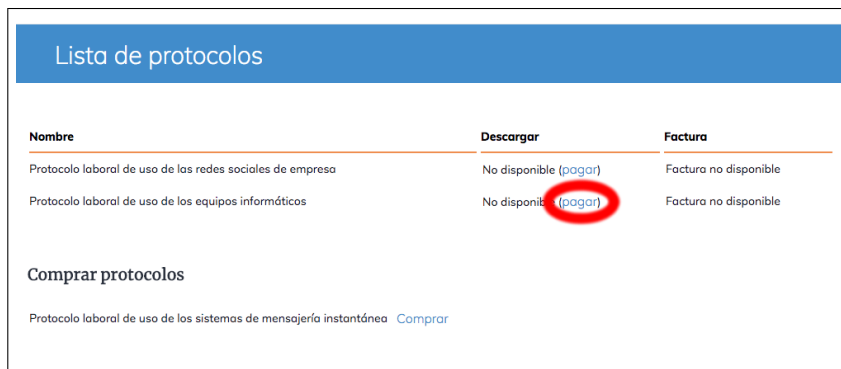 Lista de protocolos
Nombre Descargar Factura
Protocolo laboral de uso de las redes sociales de empresa No disponible (pagar) Factura no disponible
Protocolo laboral de uso de los equipos informáticos No disponible (pagar) Factura no disponible
Comprar protocolos
Protocolo laboral de uso de los sistemas de mensajería instantánea Comprar